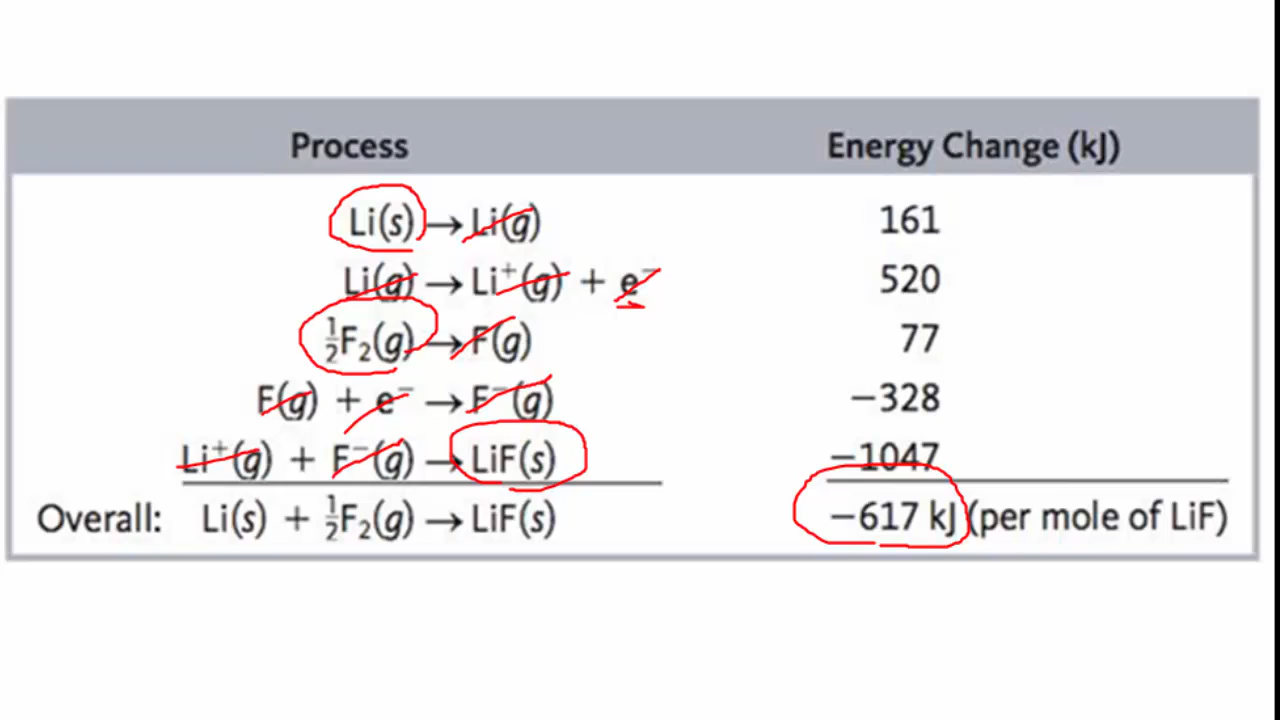 Process Energy Change (kJ)
Li(s) → Li(g) 161
Li(g) → Li⁺(g) + e⁻ 520
½F₂(g) → F(g) 77
F(g) + e⁻ → F⁻(g) −328
Li⁺(g) + F⁻(g) → LiF(s) −1047
Overall: Li(s) + ½F₂(g) → LiF(s) −617 kJ (per mole of LiF)